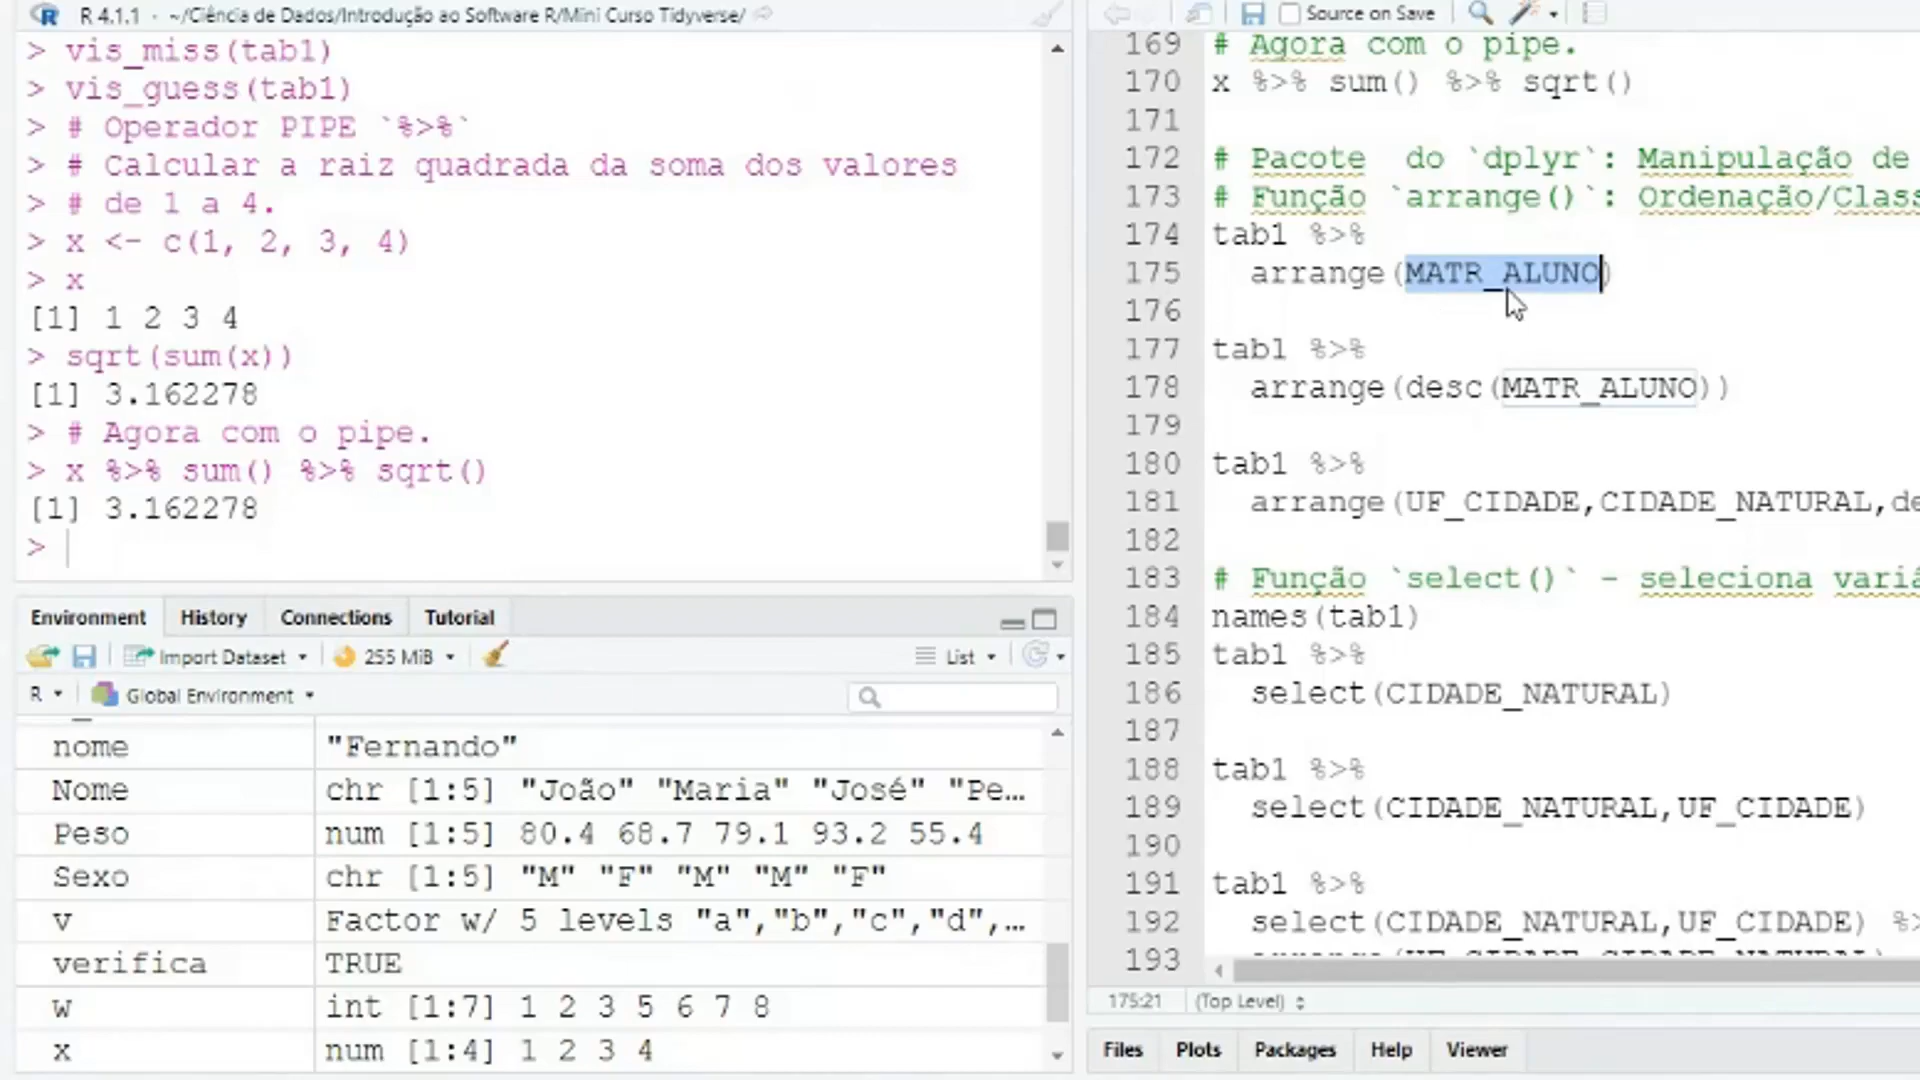 R 4.1.1 · ~/Ciência de Dados/Introdução ao Software R/Mini Curso Tidyverse/
> vis_miss(tab1)
> vis_guess(tab1)
> # Operador PIPE `%>%`
> # Calcular a raiz quadrada da soma dos valores
> # de 1 a 4.
> x <- c(1, 2, 3, 4)
> x
[1] 1 2 3 4
> sqrt(sum(x))
[1] 3.162278
> # Agora com o pipe.
> x %>% sum() %>% sqrt()
[1] 3.162278
>
Environment History Connections Tutorial
Import Dataset 255 MiB List
R Global Environment
nome "Fernando"
Nome chr [1:5] "João" "Maria" "José" "Pe…
Peso num [1:5] 80.4 68.7 79.1 93.2 55.4
Sexo chr [1:5] "M" "F" "M" "M" "F"
v Factor w/ 5 levels "a","b","c","d",…
verifica TRUE
w int [1:7] 1 2 3 5 6 7 8
x num [1:4] 1 2 3 4
Source on Save
169 # Agora com o pipe.
170 x %>% sum() %>% sqrt()
171
172 # Pacote do `dplyr`: Manipulação de
173 # Função `arrange()`: Ordenação/Class
174 tab1 %>%
175 arrange(MATR_ALUNO)
176
177 tab1 %>%
178 arrange(desc(MATR_ALUNO))
179
180 tab1 %>%
181 arrange(UF_CIDADE,CIDADE_NATURAL,de
182
183 # Função `select()` - seleciona variá
184 names(tab1)
185 tab1 %>%
186 select(CIDADE_NATURAL)
187
188 tab1 %>%
189 select(CIDADE_NATURAL,UF_CIDADE)
190
191 tab1 %>%
192 select(CIDADE_NATURAL,UF_CIDADE) %>
193
175:21 (Top Level)
Files Plots Packages Help Viewer